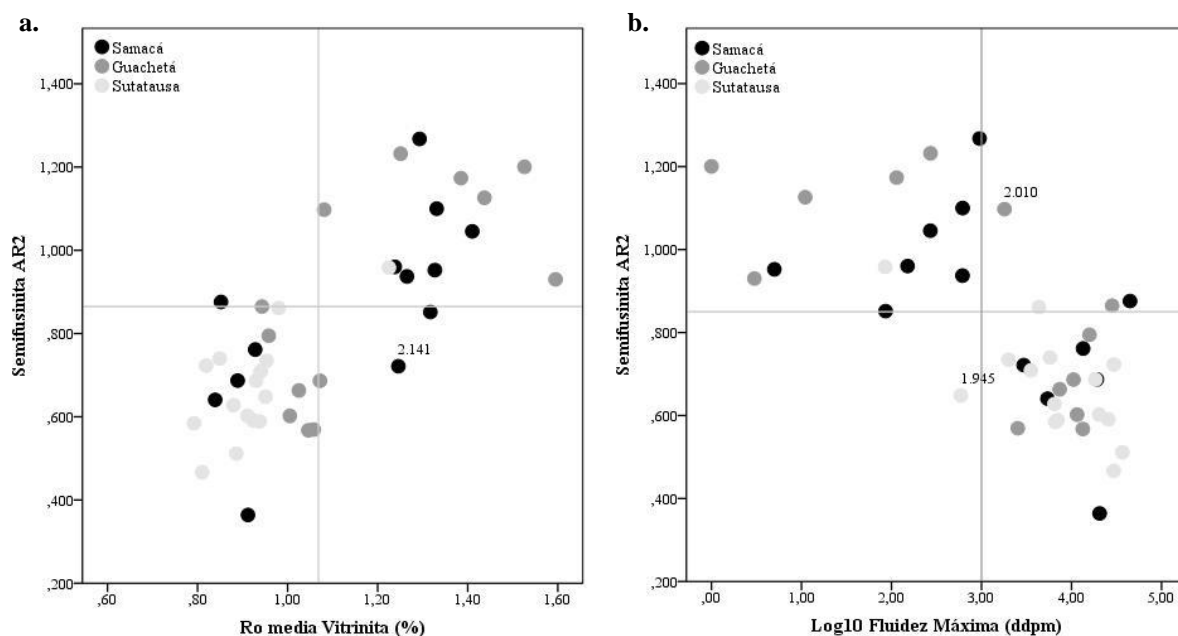 a.
Samacá
Guachetá
Sutatausa
Semifusinita AR2
1,400
1,200
1,000
,800
,600
,400
,200
2.141
,60
,80
1,00
1,20
1,40
1,60
Ro media Vitrinita (%)
b.
Samacá
Guachetá
Sutatausa
Semifusinita AR2
1,400
1,200
1,000
,800
,600
,400
,200
2.010
1.945
,00
1,00
2,00
3,00
4,00
5,00
Log10 Fluidez Máxima (ddpm)